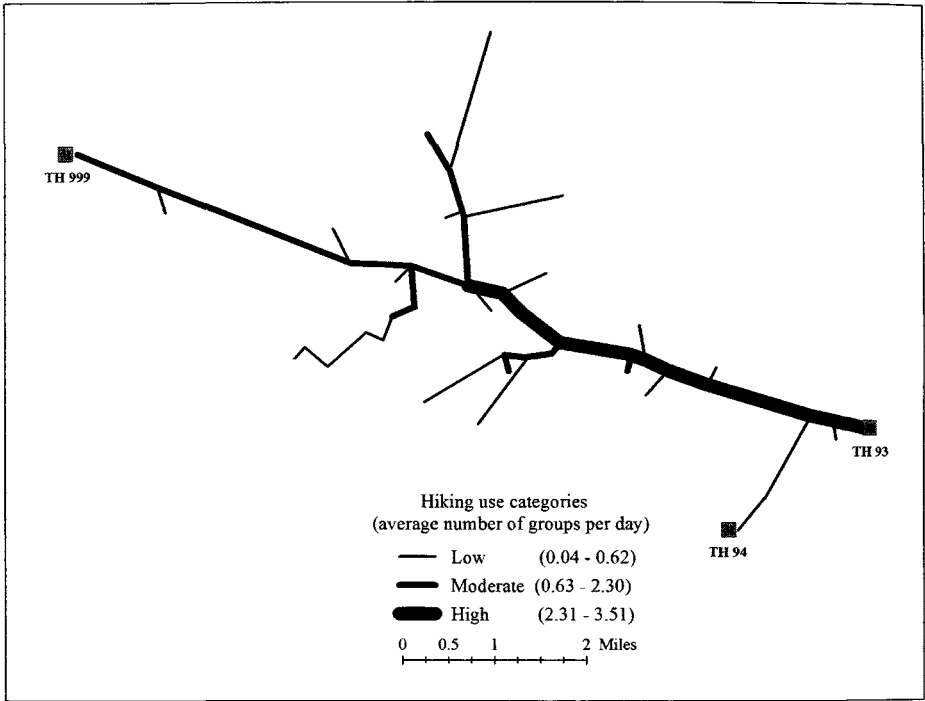 TH 999
TH 93
TH 94
Hiking use categories
(average number of groups per day)
Low (0.04 - 0.62)
Moderate (0.63 - 2.30)
High (2.31 - 3.51)
0 0.5 1 2 Miles